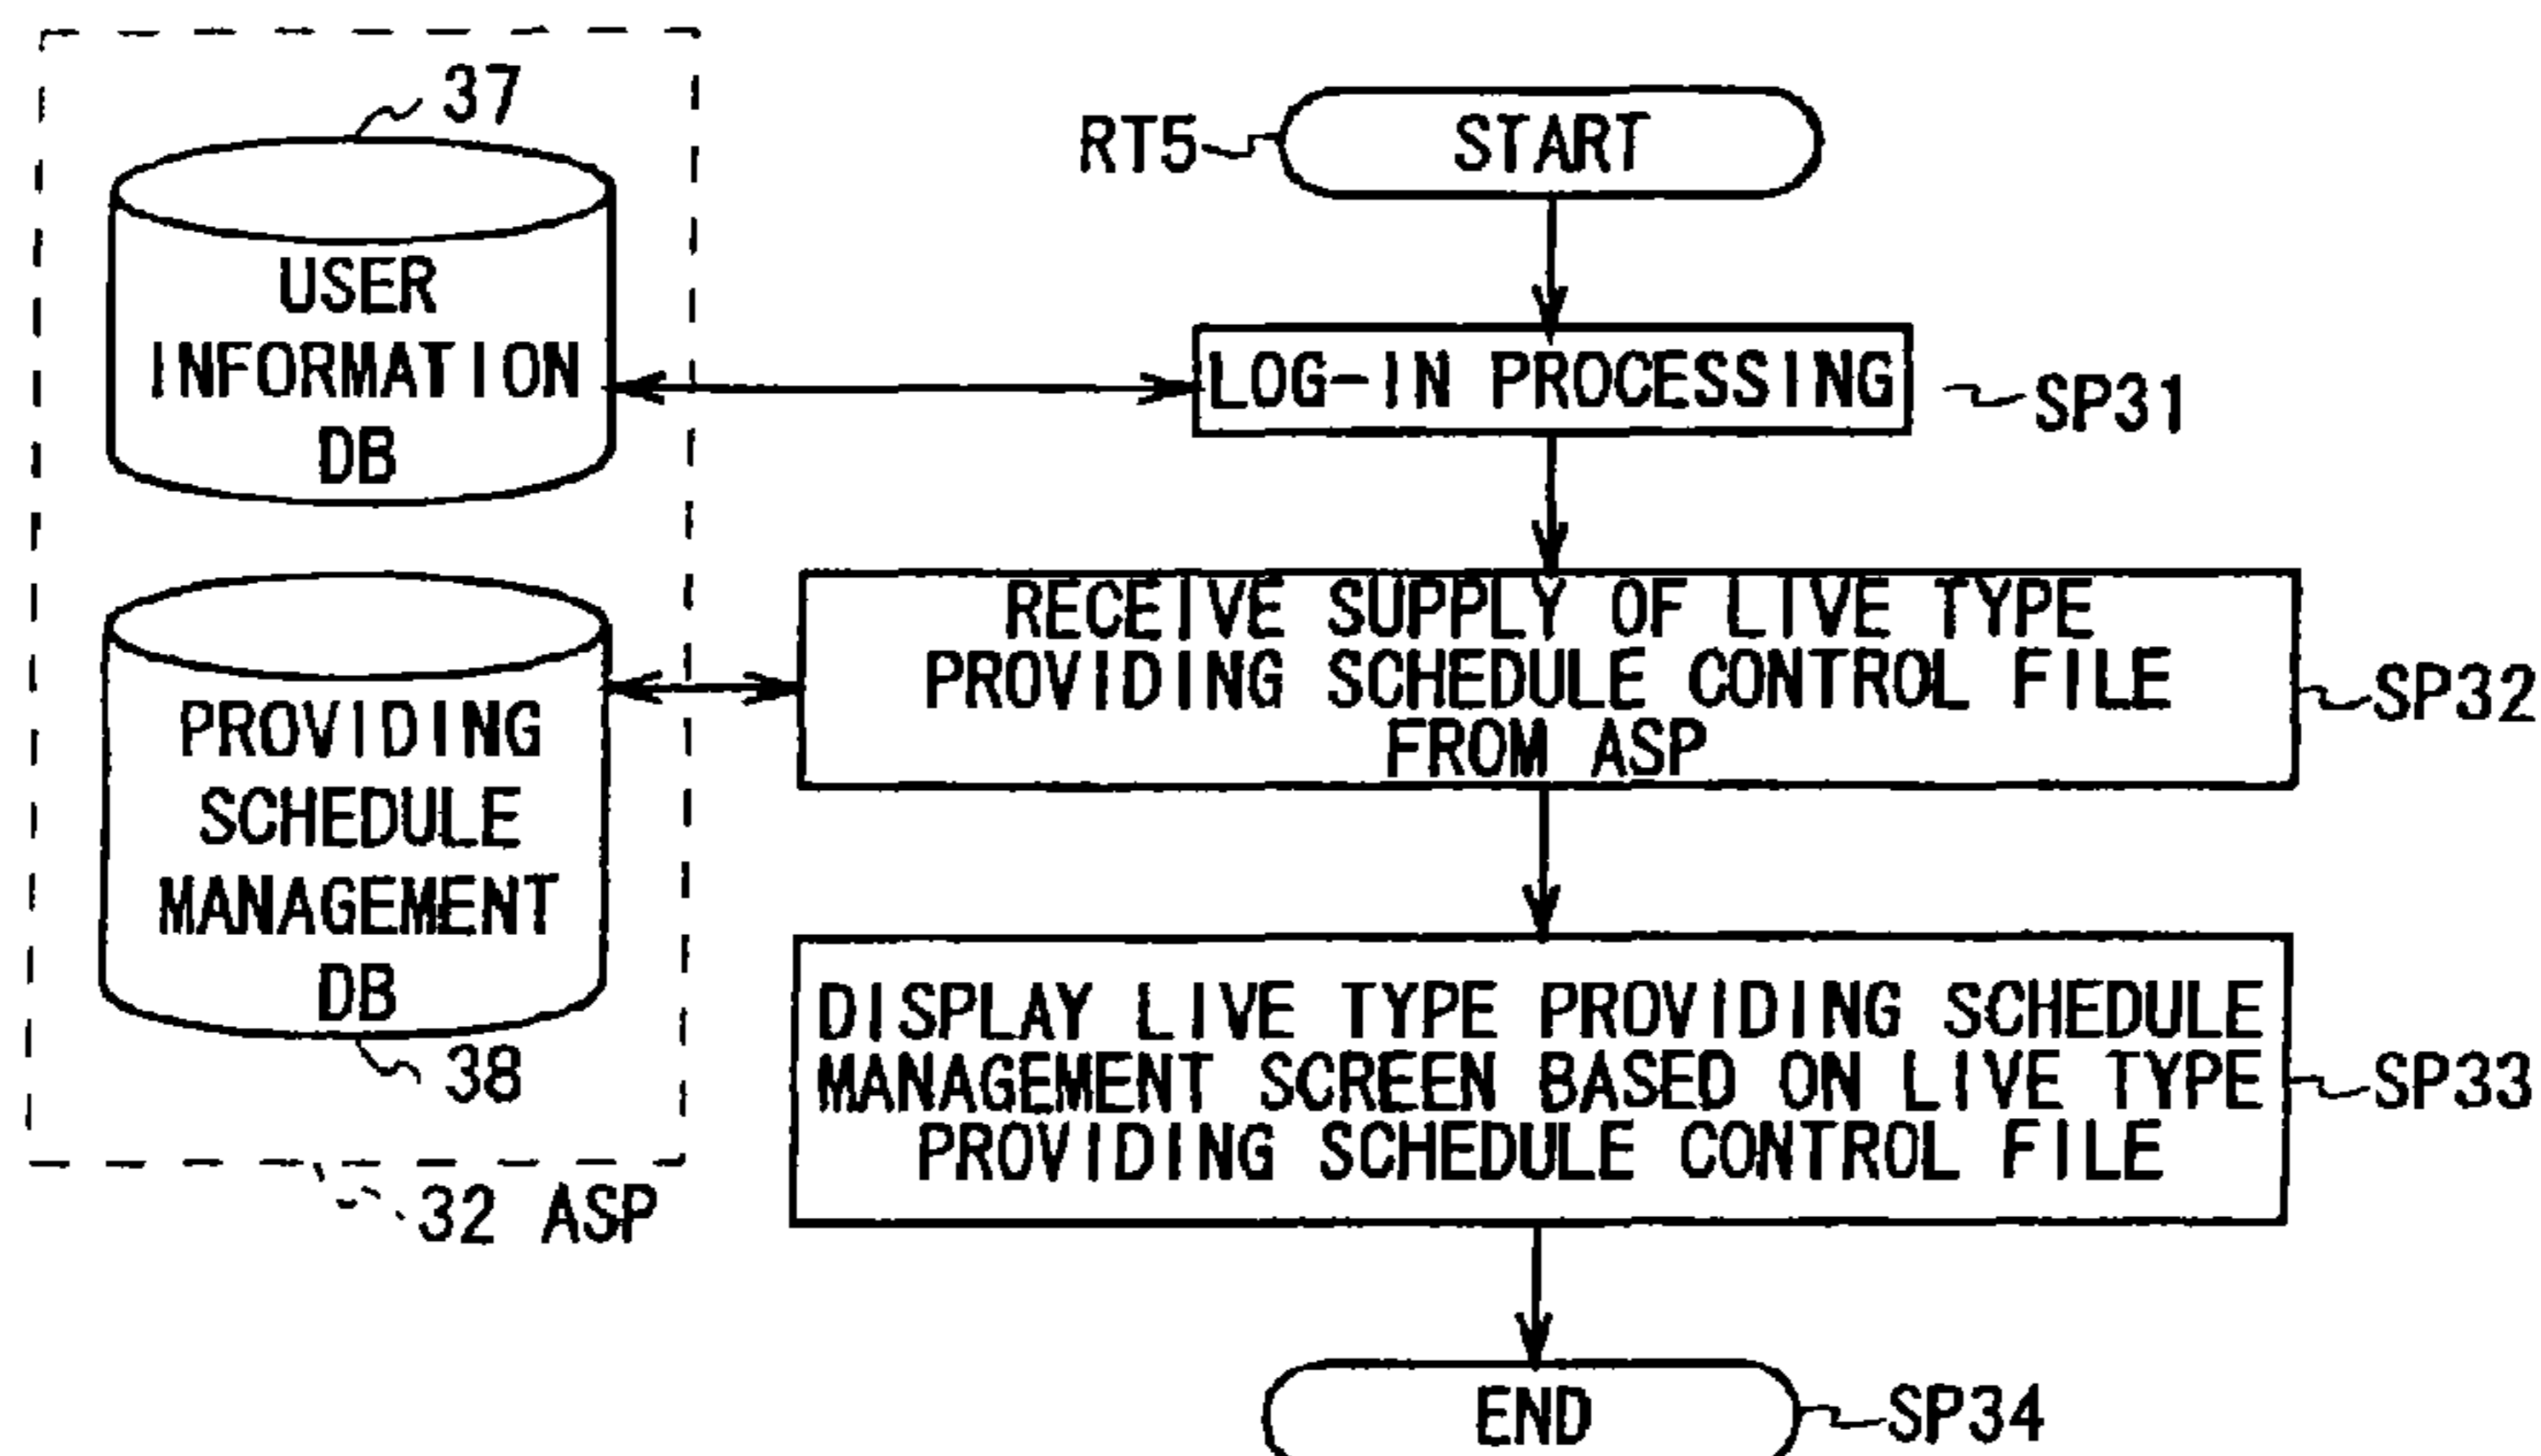 37
USER
INFORMATION
DB
PROVIDING
SCHEDULE
MANAGEMENT
DB
38
32 ASP
RT5
START
LOG-IN PROCESSING
SP31
RECEIVE SUPPLY OF LIVE TYPE
PROVIDING SCHEDULE CONTROL FILE
FROM ASP
SP32
DISPLAY LIVE TYPE PROVIDING SCHEDULE
MANAGEMENT SCREEN BASED ON LIVE TYPE
PROVIDING SCHEDULE CONTROL FILE
SP33
END
SP34